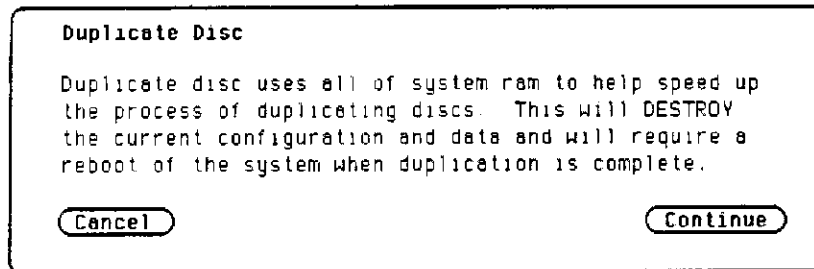 Duplicate Disc
Duplicate disc uses all of system ram to help speed up
the process of duplicating discs. This will DESTROY
the current configuration and data and will require a
reboot of the system when duplication is complete.
Cancel
Continue